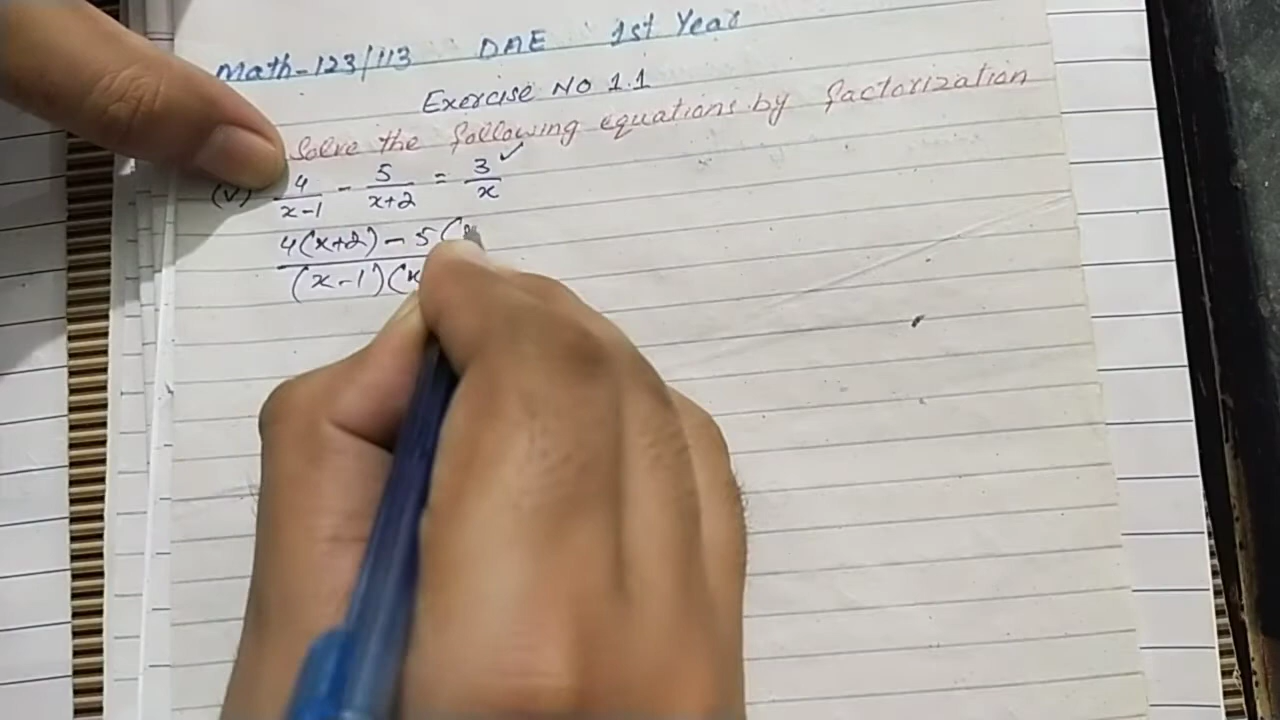 Math-123/113 DAE 1st Year
Exercise No 1.1
Solve the following equations by factorization
(v) 4/x-1 - 5/x+2 = 3/x ✓
4(x+2) - 5(
(x-1)(x